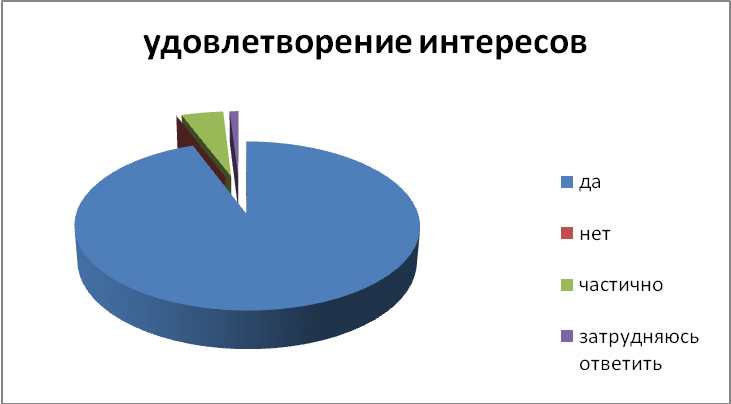 удовлетворение интересов
да
нет
частично
затрудняюсь
ответить